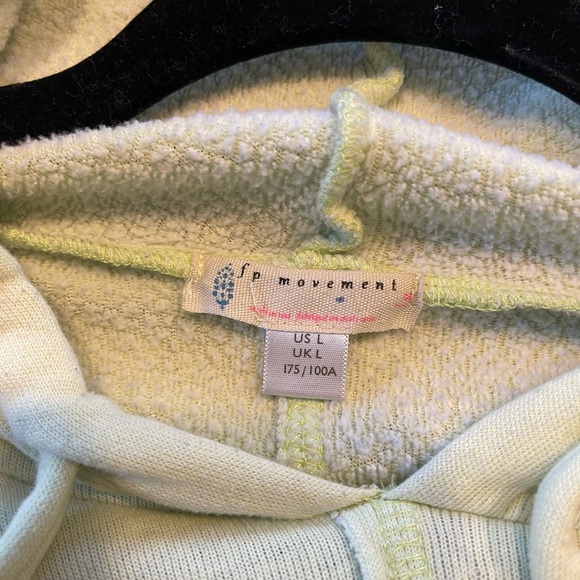 fp movement
US L
UK L
175/100A